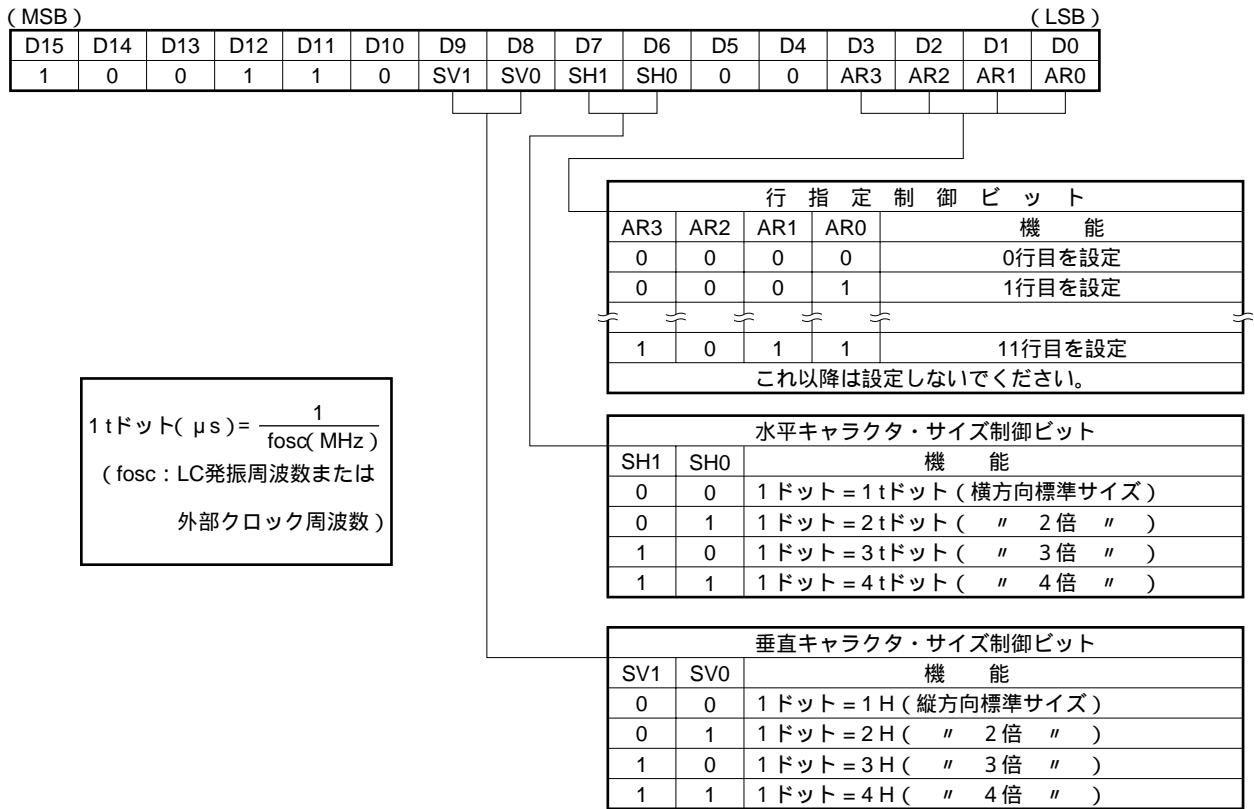 (MSB) (LSB)
D15 D14 D13 D12 D11 D10 D9 D8 D7 D6 D5 D4 D3 D2 D1 D0
1 0 0 1 1 0 SV1 SV0 SH1 SH0 0 0 AR3 AR2 AR1 AR0
行指定制御ビット
AR3 AR2 AR1 AR0 機 能
0 0 0 0 0行目を設定
0 0 0 1 1行目を設定
1 0 1 1 11行目を設定
これ以降は設定しないでください。
1 tドット(μs)= 1
fosc(MHz)
(fosc:LC発振周波数または
外部クロック周波数)
水平キャラクタ・サイズ制御ビット
SH1 SH0 機 能
0 0 1ドット=1 tドット(横方向標準サイズ)
0 1 1ドット=2 tドット( 〃 2倍 〃 )
1 0 1ドット=3 tドット( 〃 3倍 〃 )
1 1 1ドット=4 tドット( 〃 4倍 〃 )
垂直キャラクタ・サイズ制御ビット
SV1 SV0 機 能
0 0 1ドット=1 H(縦方向標準サイズ)
0 1 1ドット=2 H( 〃 2倍 〃 )
1 0 1ドット=3 H( 〃 3倍 〃 )
1 1 1ドット=4 H( 〃 4倍 〃 )